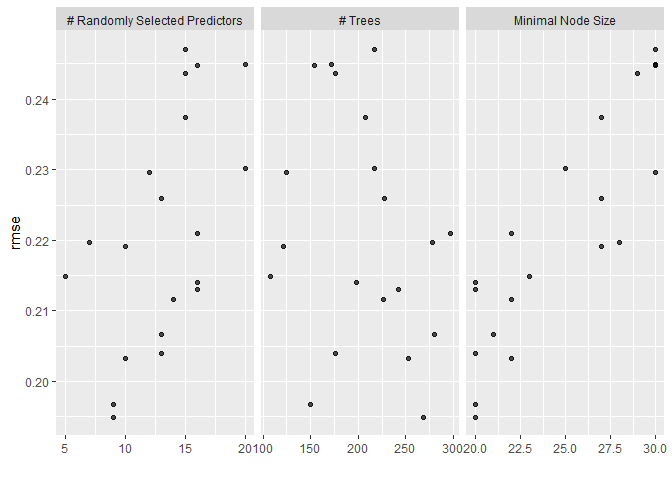 # Randomly Selected Predictors
# Trees
Minimal Node Size
rmse
0.24
0.23
0.22
0.21
0.20
5 10 15 20
100 150 200 250 300
20.0 22.5 25.0 27.5 30.0